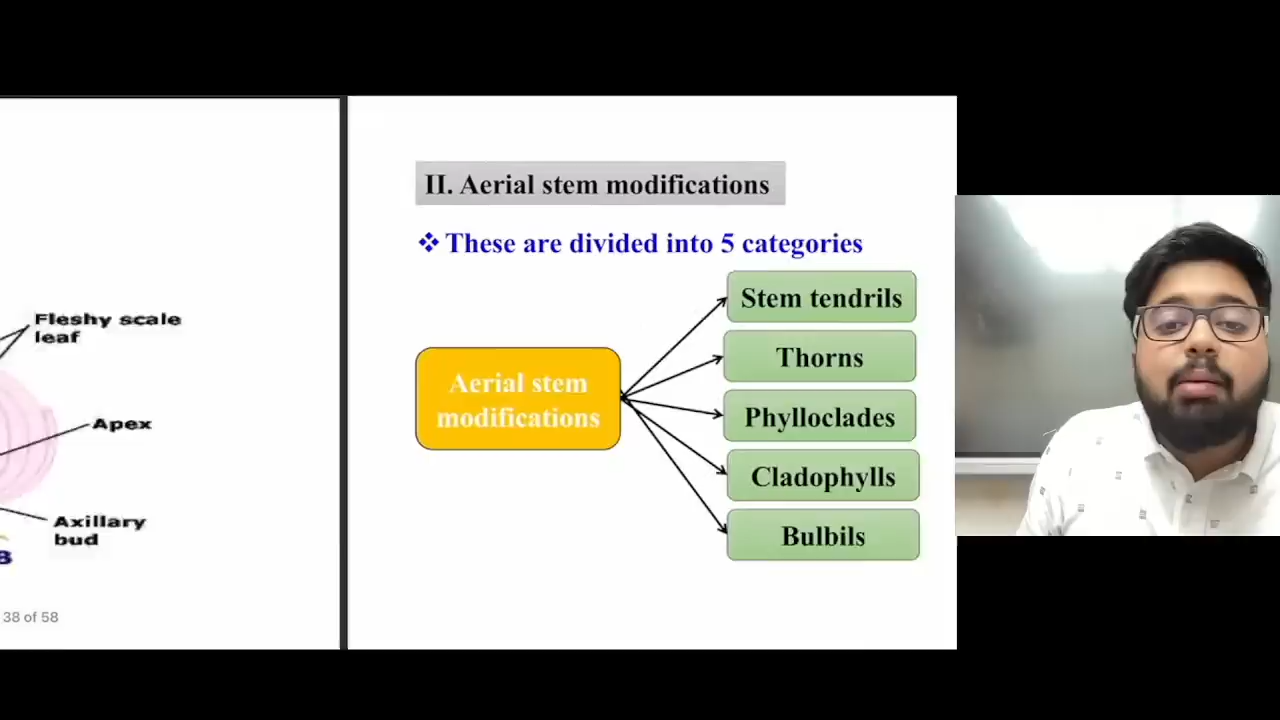 Fleshy scale
leaf
Apex
Axillary
bud
B
38 of 58
II. Aerial stem modifications
❖ These are divided into 5 categories
Aerial stem
modifications
Stem tendrils
Thorns
Phylloclades
Cladophylls
Bulbils